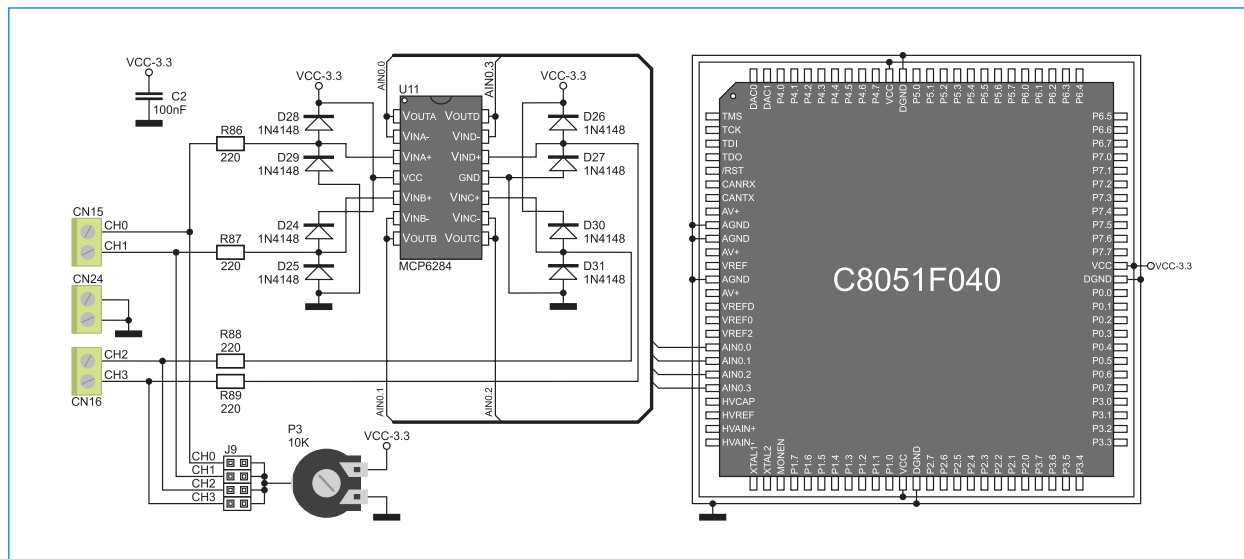 VCC-3.3
C2
100nF
VCC-3.3
D28
1N4148
D29
1N4148
D24
1N4148
D25
1N4148
R86
220
R87
220
R88
220
R89
220
CN15
CH0
CH1
CN24
CN16
CH2
CH3
AIN0.0
AIN0.3
U11
VOUTA
VINA-
VINA+
VCC
VINB+
VINB-
VOUTB
VOUTD
VIND-
VIND+
GND
VINC+
VINC-
VOUTC
MCP6284
AIN0.1
AIN0.2
VCC-3.3
D26
1N4148
D27
1N4148
D30
1N4148
D31
1N4148
J9
CH0
CH1
CH2
CH3
P3
10K
VCC-3.3
DAC0
DAC1
P4.0
P4.1
P4.2
P4.3
P4.4
P4.5
P4.6
P4.7
VCC
DGND
P5.0
P5.1
P5.2
P5.3
P5.4
P5.5
P5.6
P5.7
P6.0
P6.1
P6.2
P6.3
P6.4
TMS
TCK
TDI
TDO
/RST
CANRX
CANTX
AV+
AGND
AGND
AV+
VREF
AGND
AV+
VREFD
VREF0
VREF2
AIN0.0
AIN0.1
AIN0.2
AIN0.3
HVCAP
HVREF
HVAIN+
HVAIN-
C8051F040
P6.5
P6.6
P6.7
P7.0
P7.1
P7.2
P7.3
P7.4
P7.5
P7.6
P7.7
VCC
DGND
P0.0
P0.1
P0.2
P0.3
P0.4
P0.5
P0.6
P0.7
P3.0
P3.1
P3.2
P3.3
VCC-3.3
XTAL1
XTAL2
MONEN
P1.7
P1.6
P1.5
P1.4
P1.3
P1.2
P1.1
P1.0
VCC
DGND
P2.7
P2.6
P2.5
P2.4
P2.3
P2.2
P2.1
P2.0
P3.7
P3.6
P3.5
P3.4